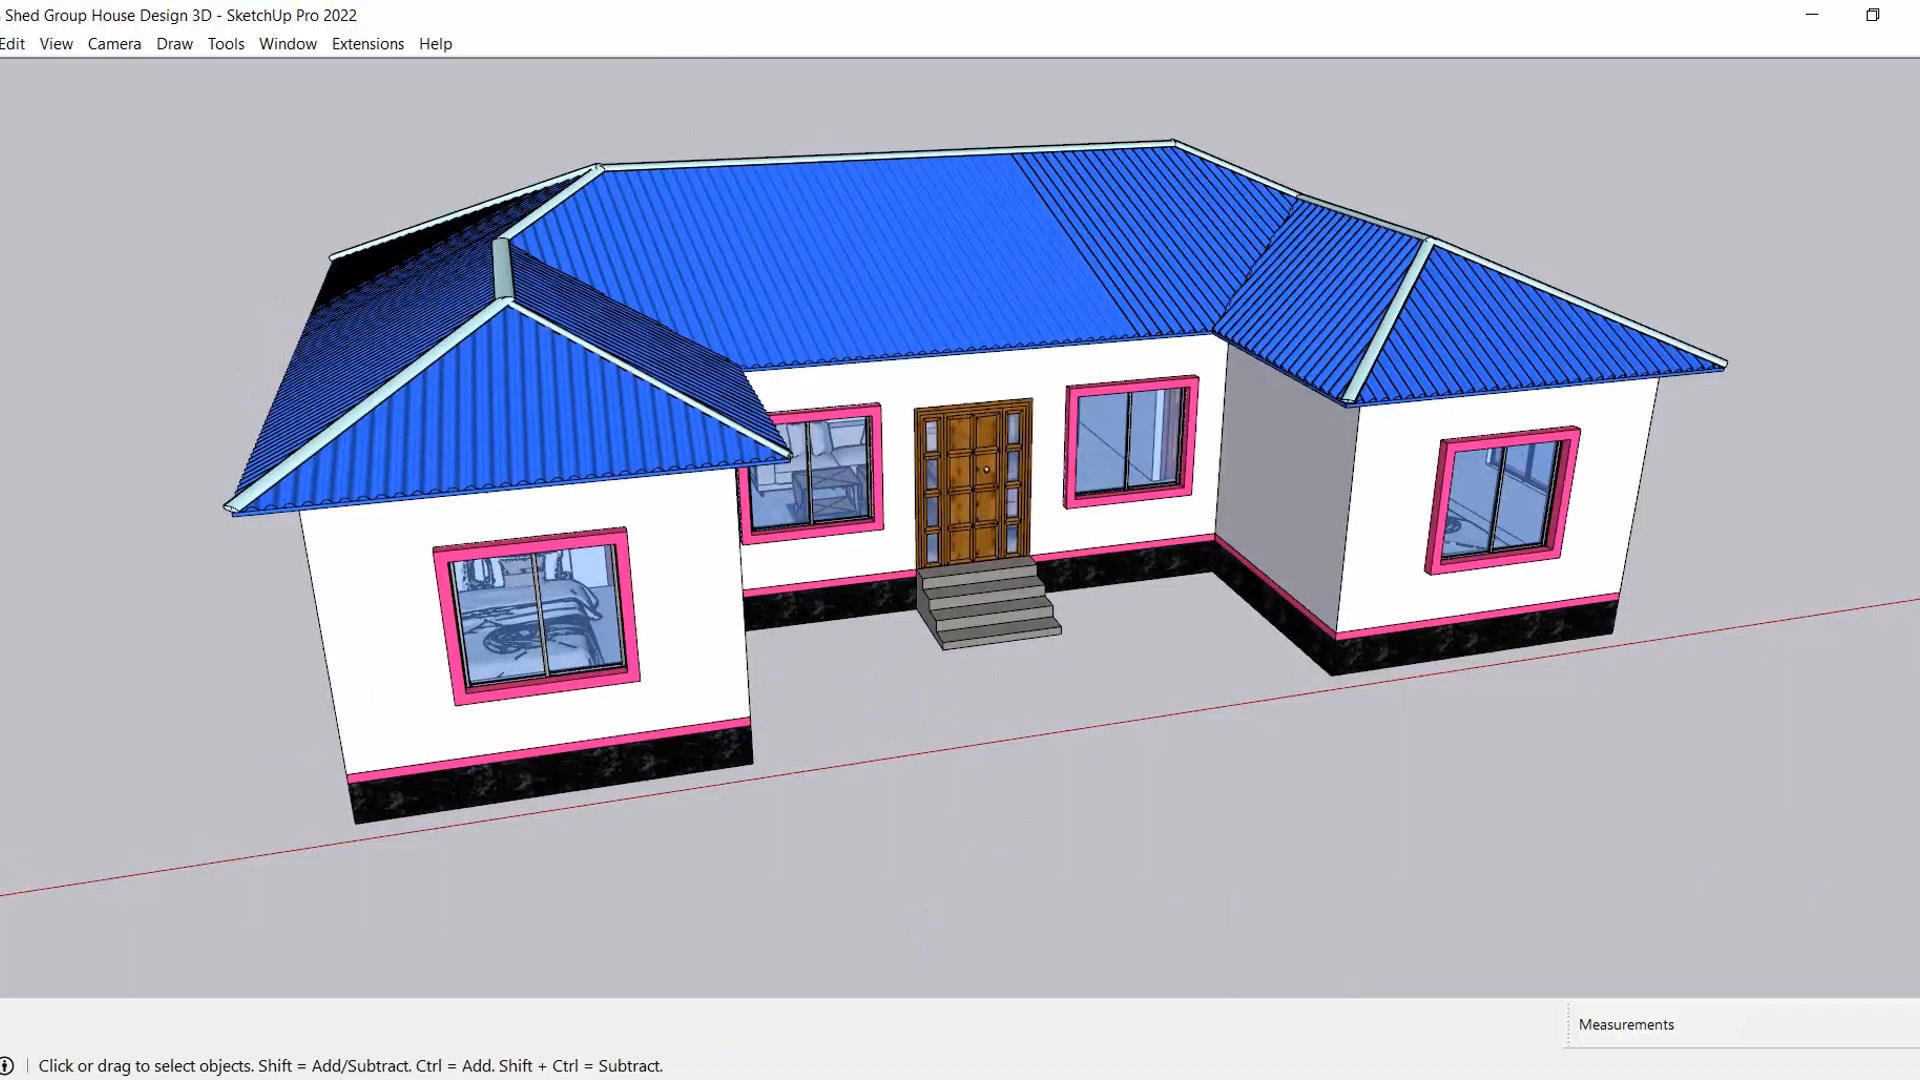 Shed Group House Design 3D - SketchUp Pro 2022
Edit View Camera Draw Tools Window Extensions Help
Measurements
Click or drag to select objects. Shift = Add/Subtract. Ctrl = Add. Shift + Ctrl = Subtract.